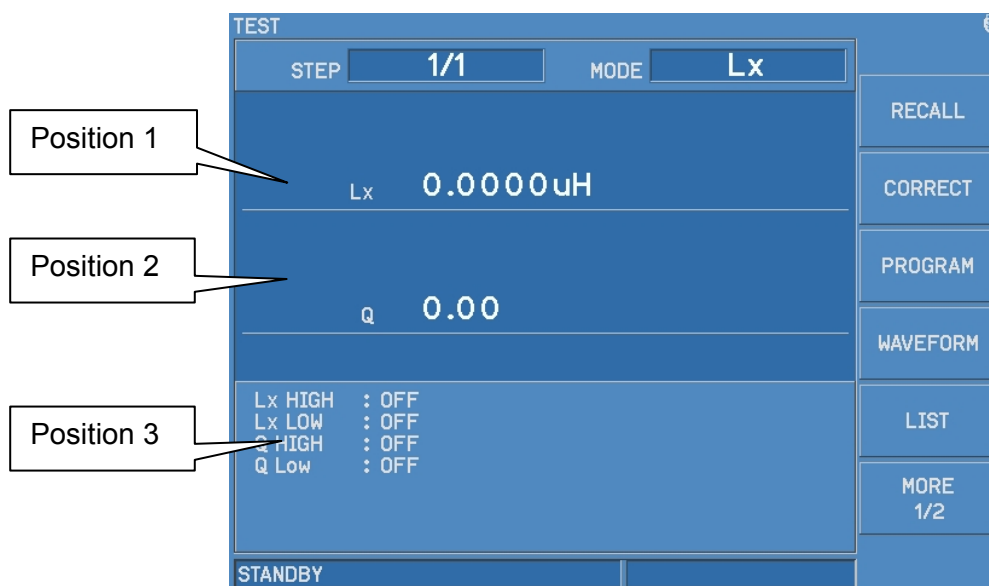 TEST
STEP 1/1 MODE Lx
Position 1
Lx 0.0000uH
Position 2
Q 0.00
Position 3
Lx HIGH : OFF
Lx LOW : OFF
Q HIGH : OFF
Q Low : OFF
STANDBY
RECALL
CORRECT
PROGRAM
WAVEFORM
LIST
MORE
1/2